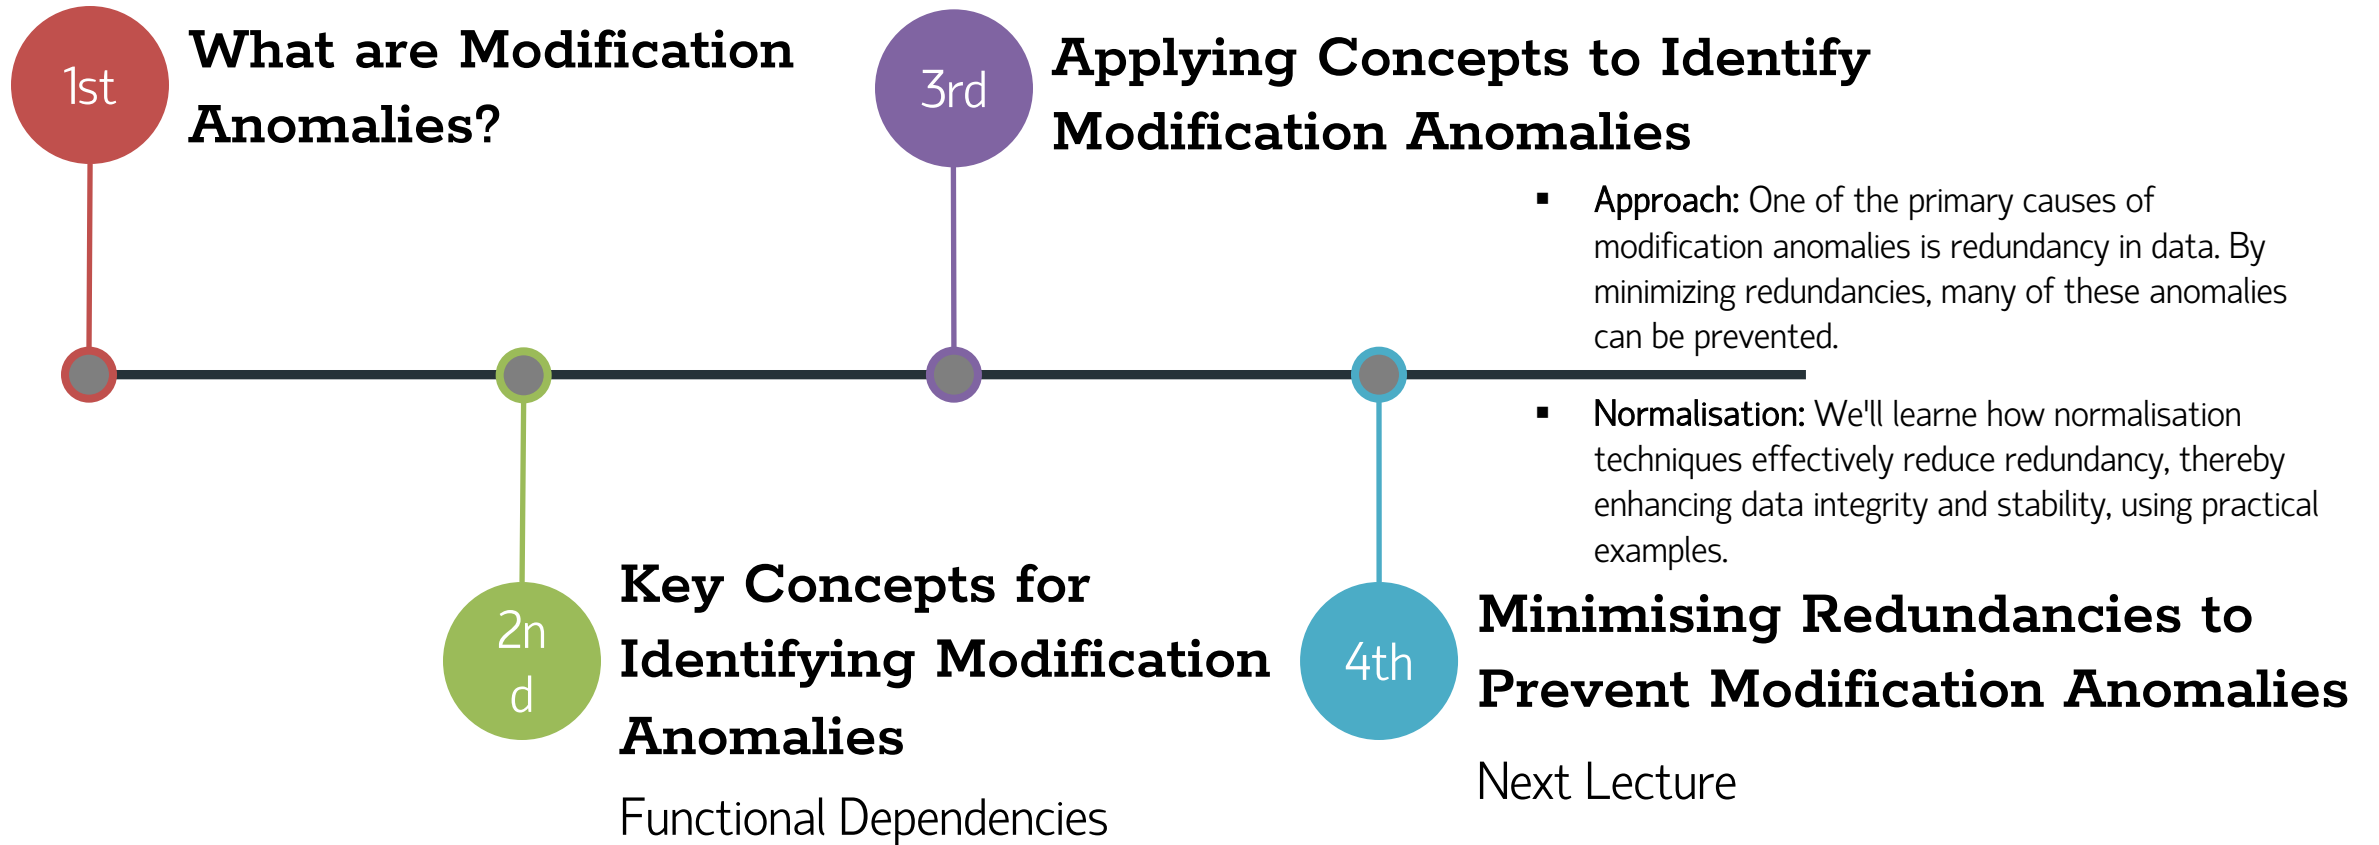 1st
What are Modification
Anomalies?
2n
d
Key Concepts for
Identifying Modification
Anomalies
Functional Dependencies
3rd
Applying Concepts to Identify
Modification Anomalies
▪ Approach: One of the primary causes of
modification anomalies is redundancy in data. By
minimizing redundancies, many of these anomalies
can be prevented.
▪ Normalisation: We'll learne how normalisation
techniques effectively reduce redundancy, thereby
enhancing data integrity and stability, using practical
examples.
4th
Minimising Redundancies to
Prevent Modification Anomalies
Next Lecture